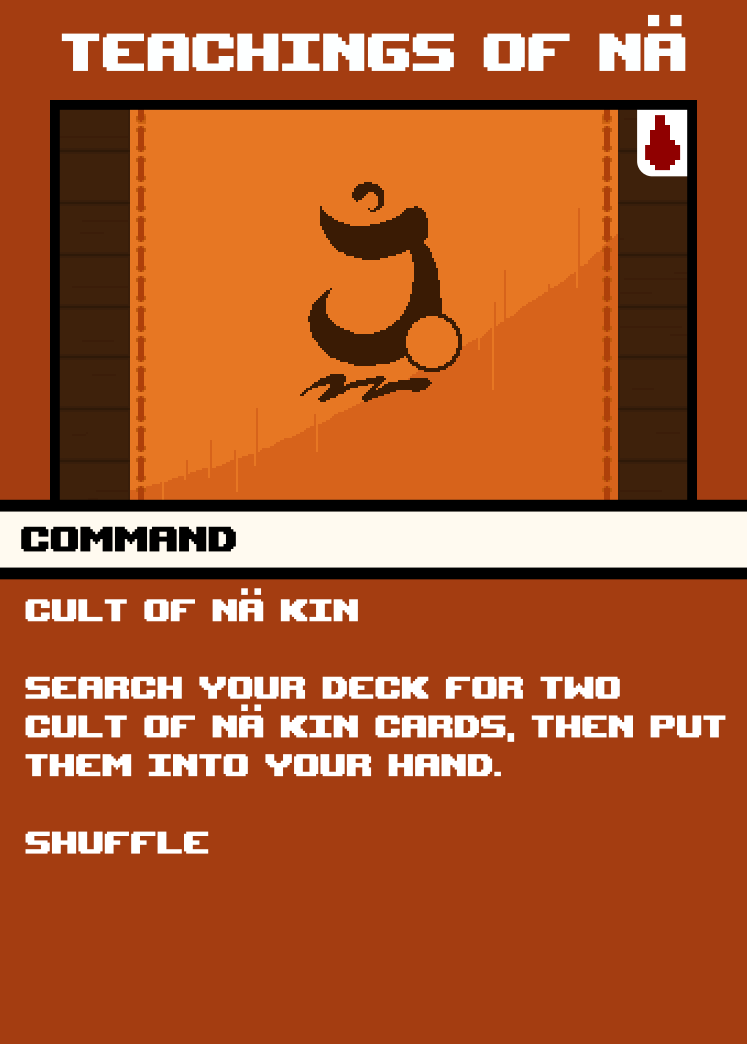 TEACHINGS OF NÄ
COMMAND
CULT OF NÄ KIN
SEARCH YOUR DECK FOR TWO
CULT OF NÄ KIN CARDS, THEN PUT
THEM INTO YOUR HAND.
SHUFFLE